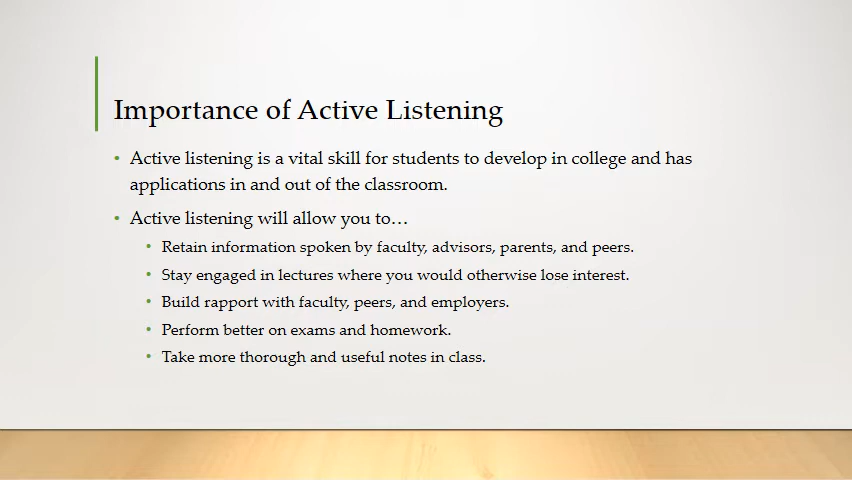 Importance of Active Listening
• Active listening is a vital skill for students to develop in college and has
applications in and out of the classroom.
• Active listening will allow you to…
• Retain information spoken by faculty, advisors, parents, and peers.
• Stay engaged in lectures where you would otherwise lose interest.
• Build rapport with faculty, peers, and employers.
• Perform better on exams and homework.
• Take more thorough and useful notes in class.